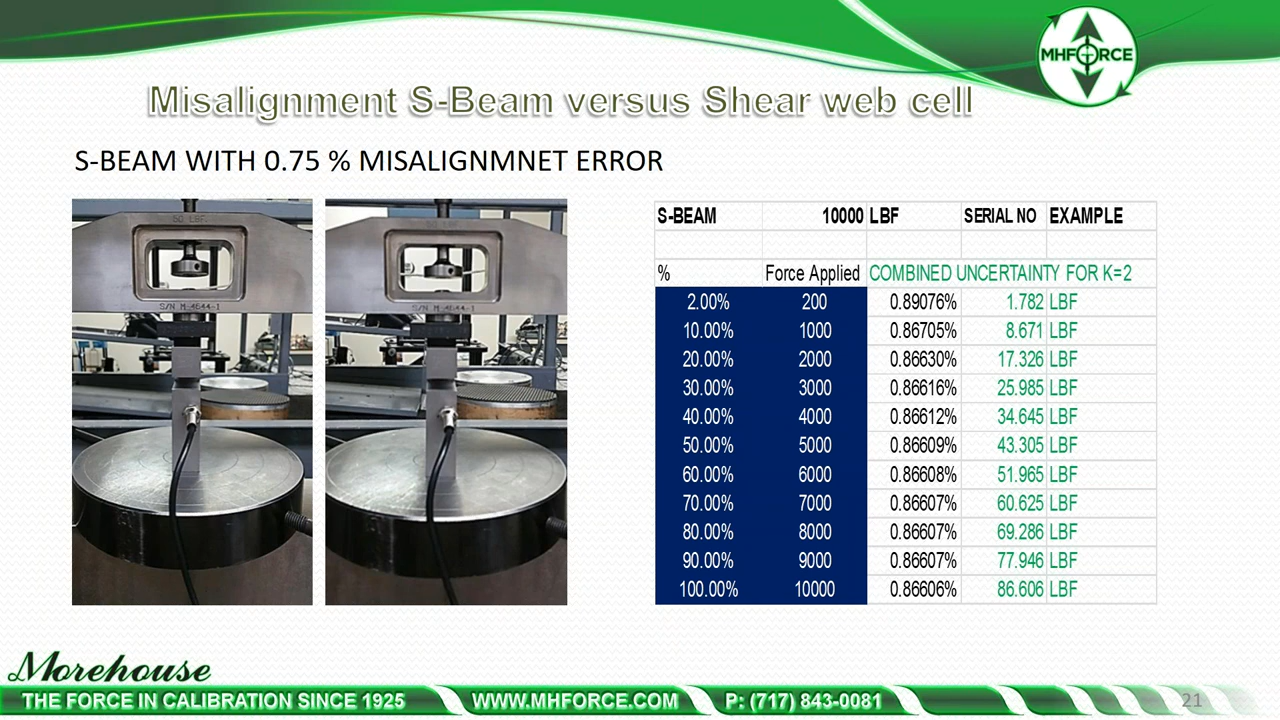 MHFORCE
Misalignment S-Beam versus Shear web cell
S-BEAM WITH 0.75 % MISALIGNMNET ERROR
50 LBF.
S/N M-4644-1
S/N M-4644-1
S-BEAM 10000 LBF SERIAL NO EXAMPLE
% Force Applied COMBINED UNCERTAINTY FOR K=2
2.00% 200 0.89076% 1.782 LBF
10.00% 1000 0.86705% 8.671 LBF
20.00% 2000 0.86630% 17.326 LBF
30.00% 3000 0.86616% 25.985 LBF
40.00% 4000 0.86612% 34.645 LBF
50.00% 5000 0.86609% 43.305 LBF
60.00% 6000 0.86608% 51.965 LBF
70.00% 7000 0.86607% 60.625 LBF
80.00% 8000 0.86607% 69.286 LBF
90.00% 9000 0.86607% 77.946 LBF
100.00% 10000 0.86606% 86.606 LBF
Morehouse
THE FORCE IN CALIBRATION SINCE 1925 WWW.MHFORCE.COM P: (717) 843-0081 21